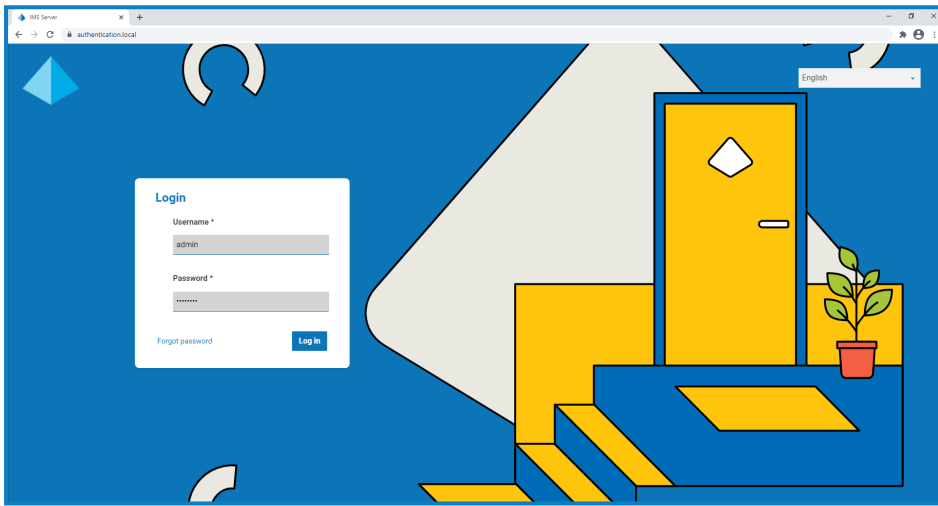 IMS Server
authentication.local
English
Login
Username *
admin
Password *
••••••••
Forgot password
Log in